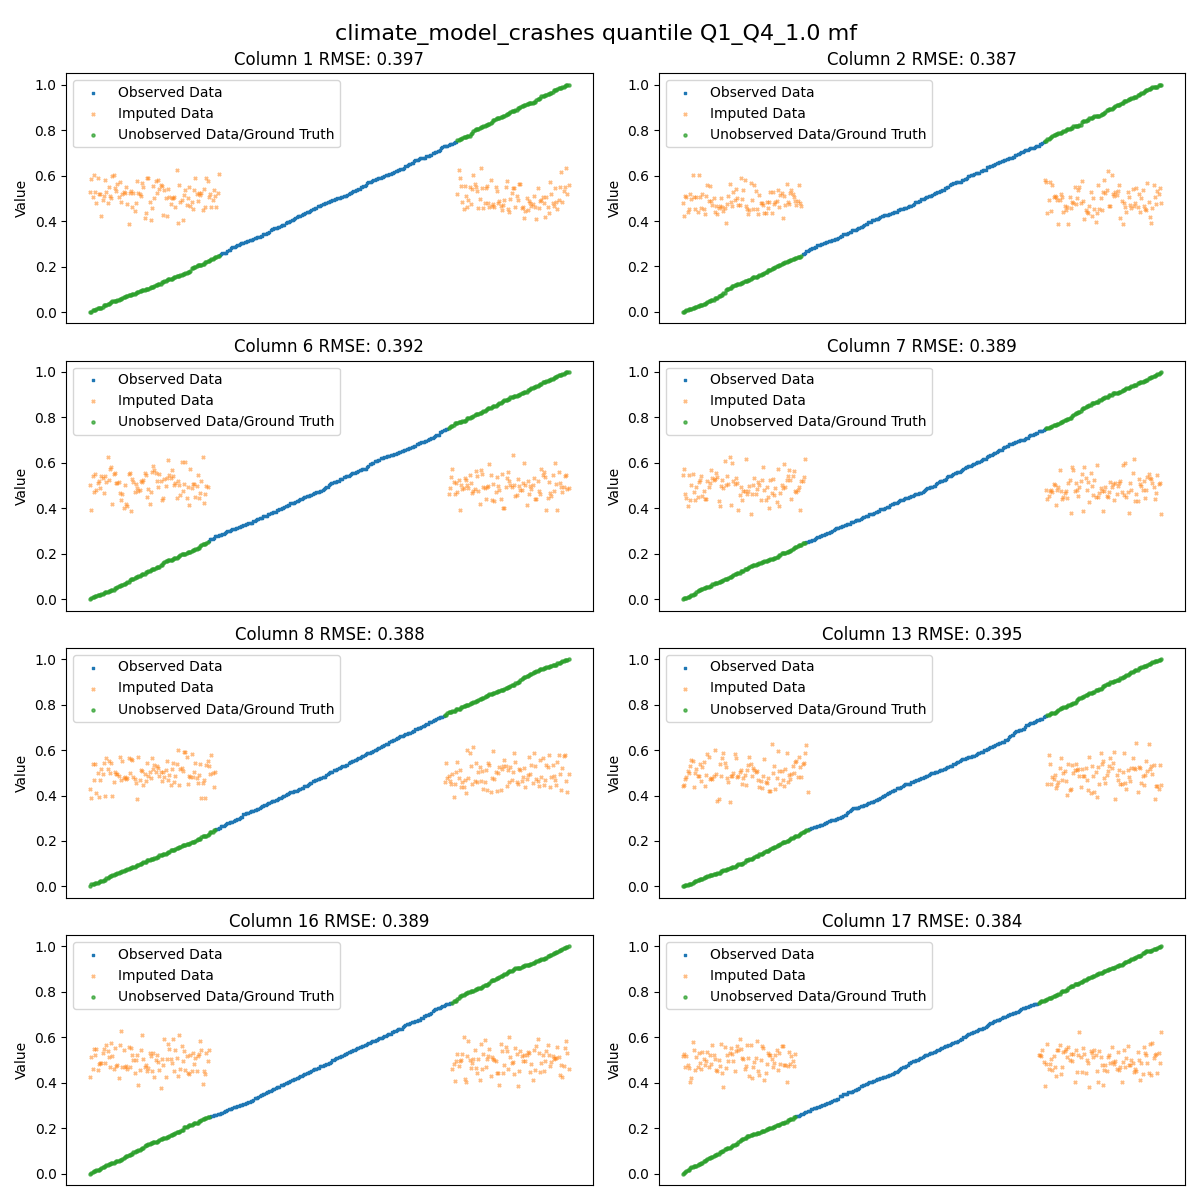 climate_model_crashes quantile Q1_Q4_1.0 mf
Column 1 RMSE: 0.397
1.0
0.8
0.6
0.4
0.2
0.0
Value
Observed Data
Imputed Data
Unobserved Data/Ground Truth
Column 2 RMSE: 0.387
1.0
0.8
0.6
0.4
0.2
0.0
Value
Observed Data
Imputed Data
Unobserved Data/Ground Truth
Column 6 RMSE: 0.392
1.0
0.8
0.6
0.4
0.2
0.0
Value
Observed Data
Imputed Data
Unobserved Data/Ground Truth
Column 7 RMSE: 0.389
1.0
0.8
0.6
0.4
0.2
0.0
Value
Observed Data
Imputed Data
Unobserved Data/Ground Truth
Column 8 RMSE: 0.388
1.0
0.8
0.6
0.4
0.2
0.0
Value
Observed Data
Imputed Data
Unobserved Data/Ground Truth
Column 13 RMSE: 0.395
1.0
0.8
0.6
0.4
0.2
0.0
Value
Observed Data
Imputed Data
Unobserved Data/Ground Truth
Column 16 RMSE: 0.389
1.0
0.8
0.6
0.4
0.2
0.0
Value
Observed Data
Imputed Data
Unobserved Data/Ground Truth
Column 17 RMSE: 0.384
1.0
0.8
0.6
0.4
0.2
0.0
Value
Observed Data
Imputed Data
Unobserved Data/Ground Truth